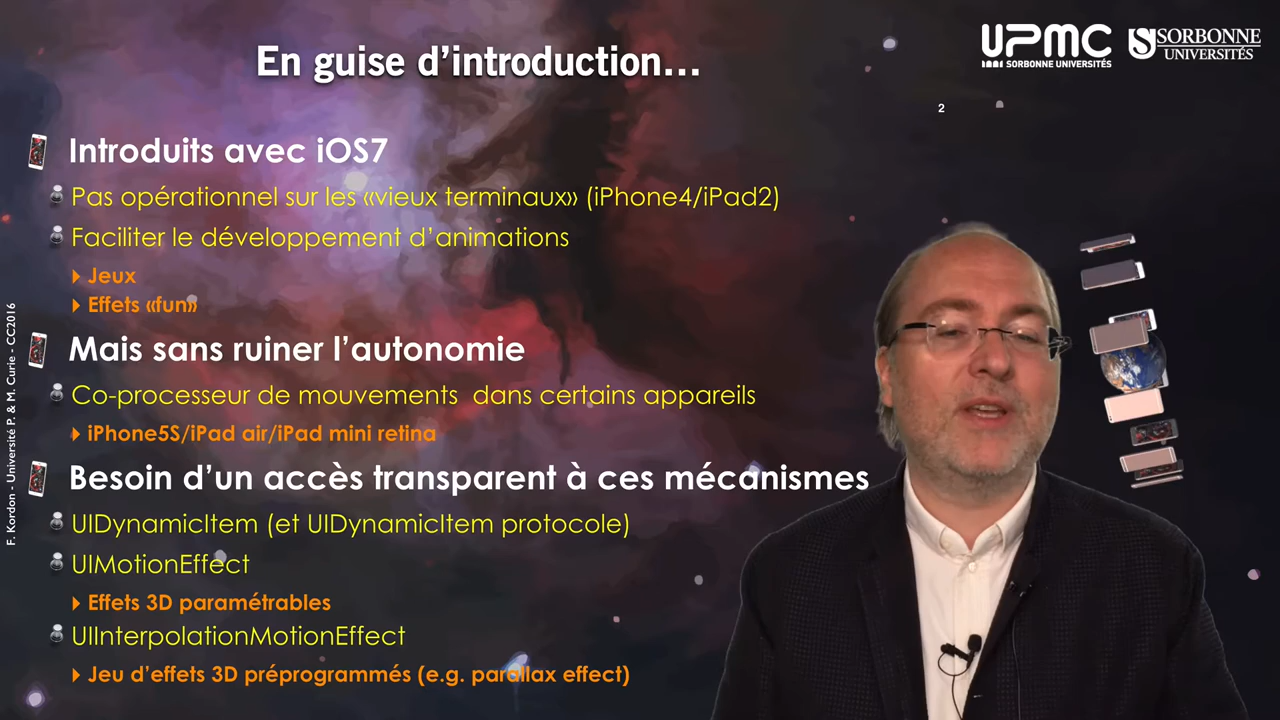 En guise d'introduction...
UPMC
SORBONNE UNIVERSITÉS
SORBONNE
UNIVERSITÉS
2
Introduits avec iOS7
Pas opérationnel sur les «vieux terminaux» (iPhone4/iPad2)
Faciliter le développement d'animations
Jeux
Effets «fun»
Mais sans ruiner l'autonomie
Co-processeur de mouvements dans certains appareils
iPhone5S/iPad air/iPad mini retina
Besoin d'un accès transparent à ces mécanismes
UIDynamicItem (et UIDynamicItem protocole)
UIMotionEffect
Effets 3D paramétrables
UIInterpolationMotionEffect
Jeu d'effets 3D préprogrammés (e.g. parallax effect)
F. Kordon - Université P. & M. Curie - CC2016